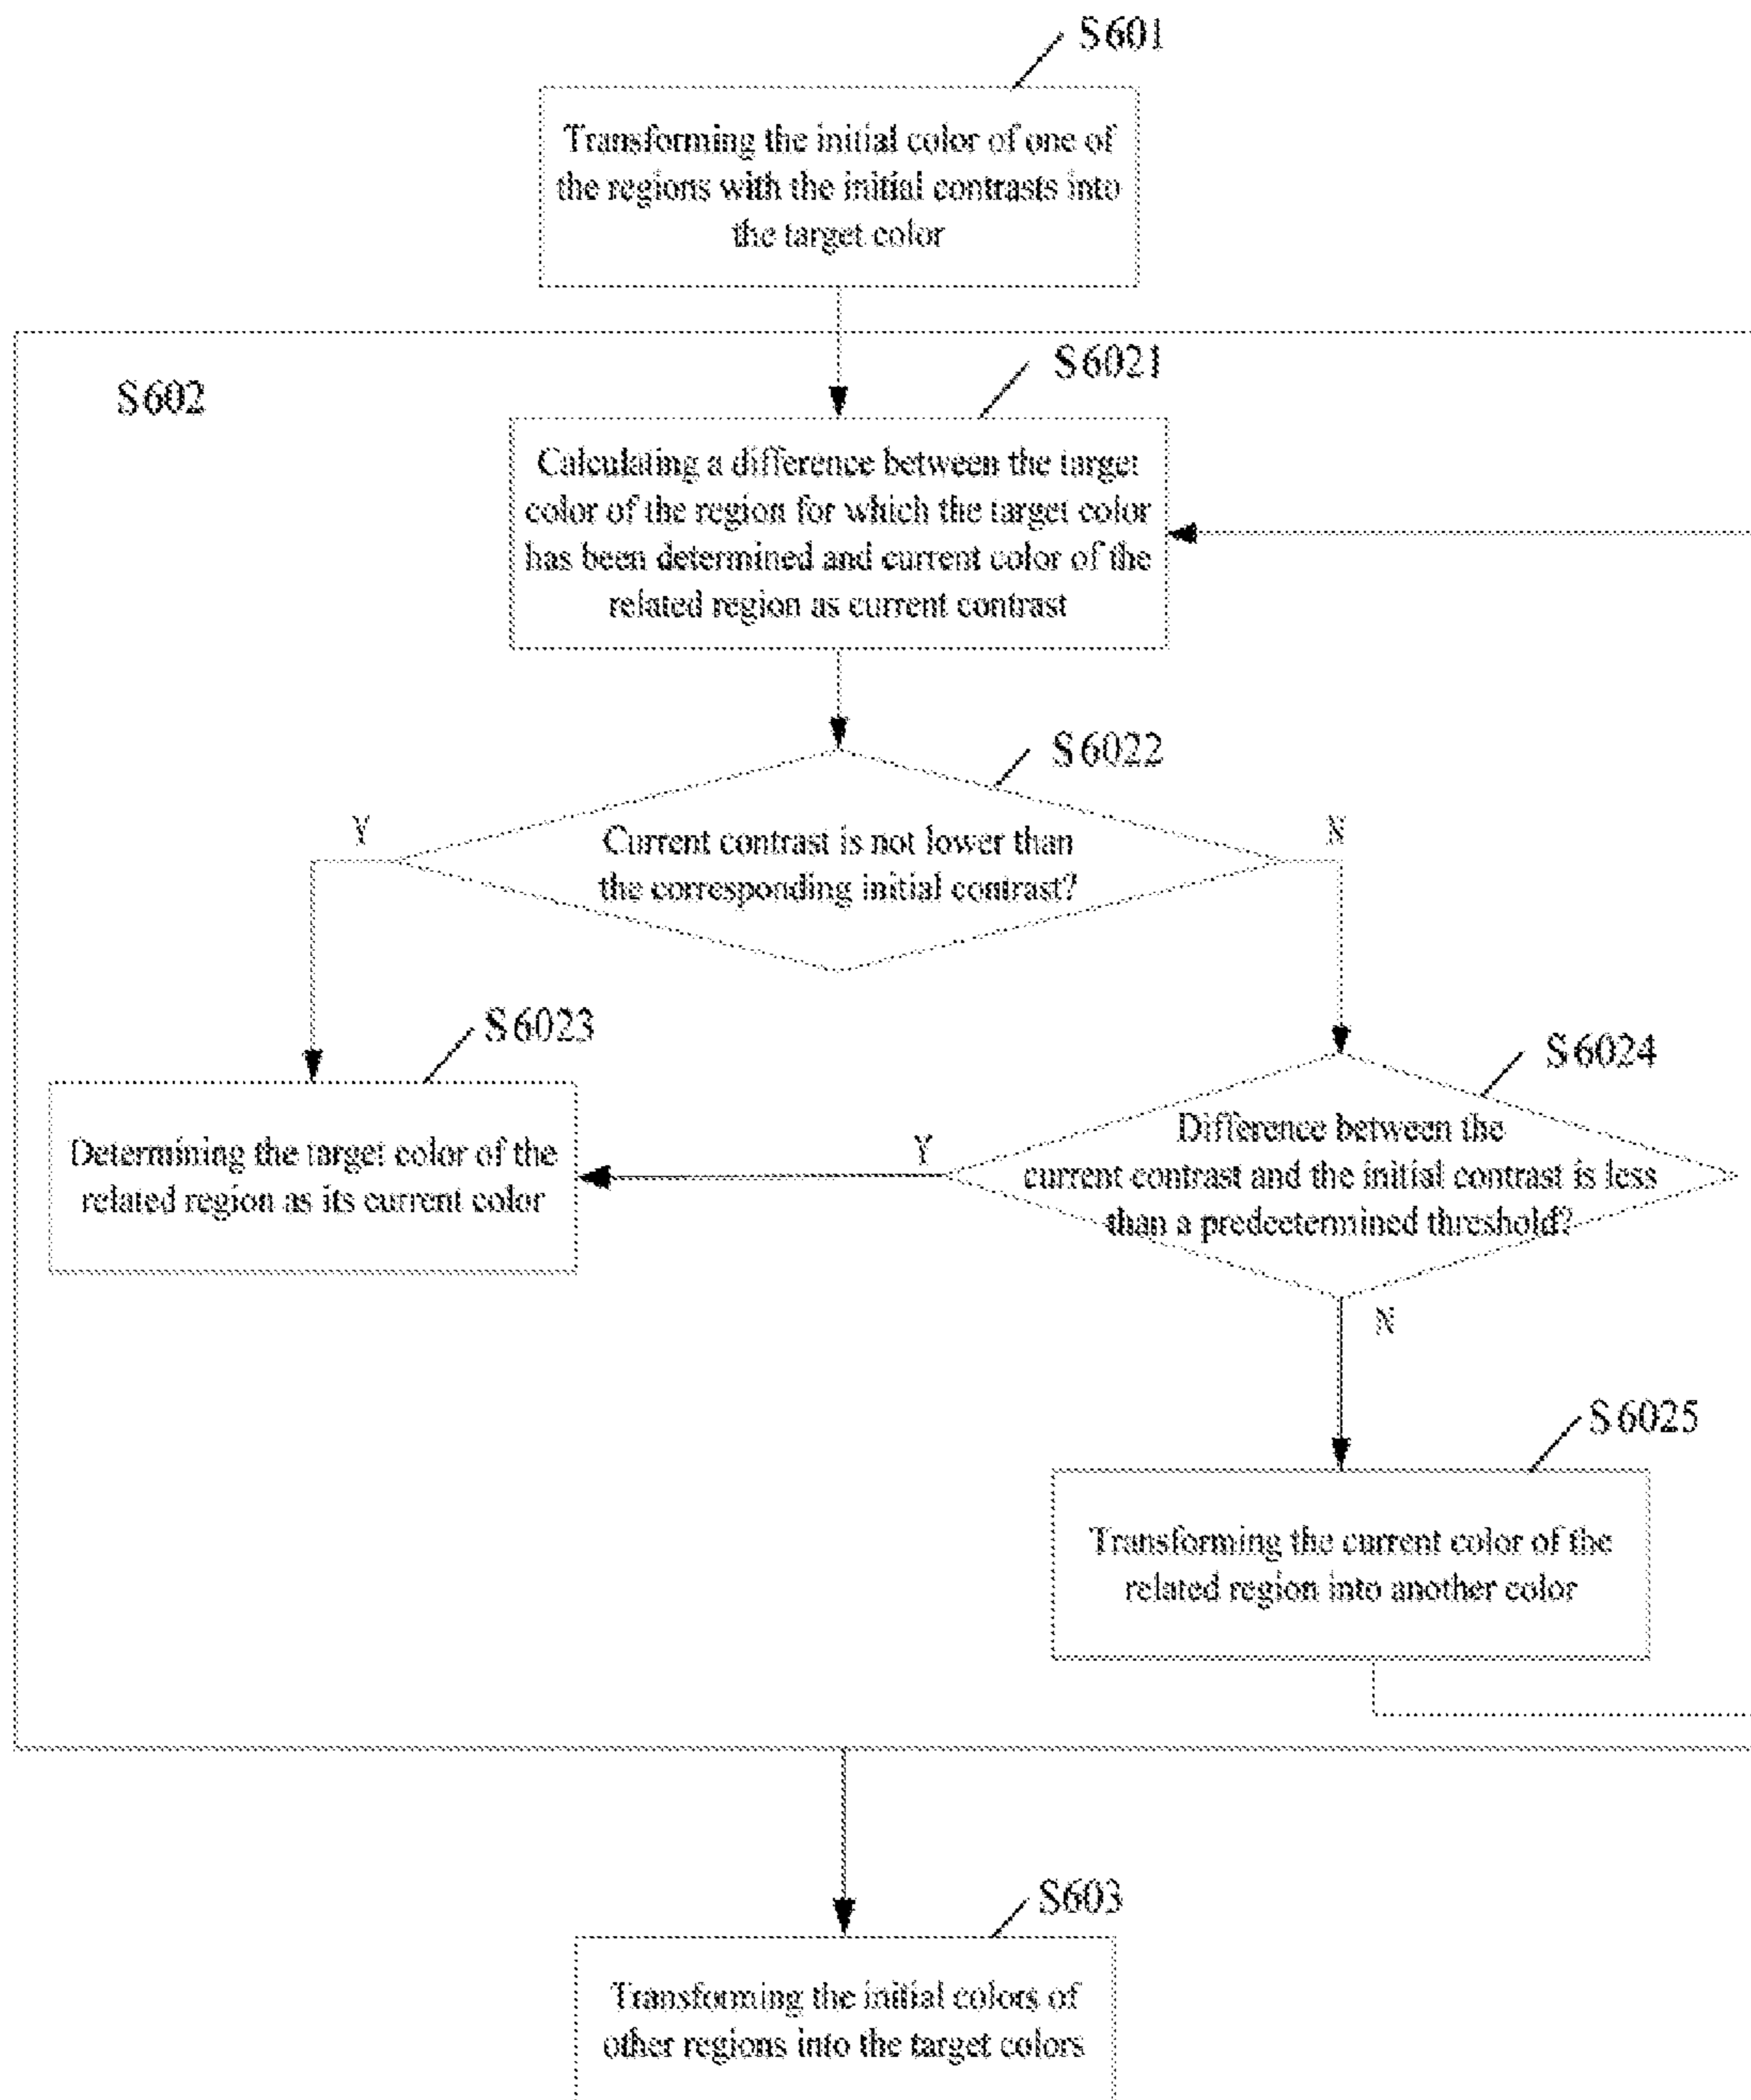 S601
Transforming the initial color of one of
the regions with the initial contrasts into
the target color
S602
S6021
Calculating a difference between the target
color of the region for which the target color
has been determined and current color of the
related region as current contrast
S6022
Y
N
Current contrast is not lower than
the corresponding initial contrast?
S6023
S6024
Determining the target color of the
related region as its current color
Y
Difference between the
current contrast and the initial contrast is less
than a predeetermined threshold?
N
S6025
Transforming the current color of the
related region into another color
S603
Transforming the initial colors of
other regions into the target colors